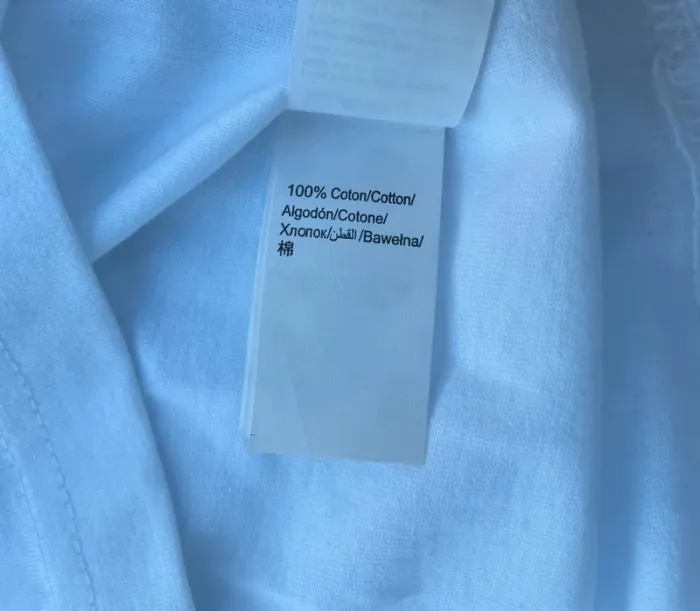 100% Coton/Cotton/
Algodón/Cotone/
Хлопок/القطن/Bawełna/
棉